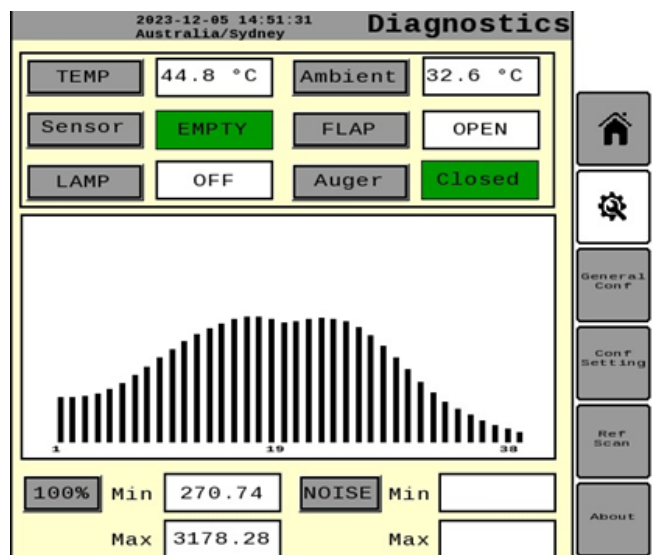 2023-12-05 14:51:31
Australia/Sydney
Diagnostics
TEMP 44.8 °C Ambient 32.6 °C
Sensor EMPTY FLAP OPEN
LAMP OFF Auger Closed
1 19 38
100% Min 270.74 NOISE Min
Max 3178.28 Max
General
Conf
Conf
Setting
Ref
Scan
About